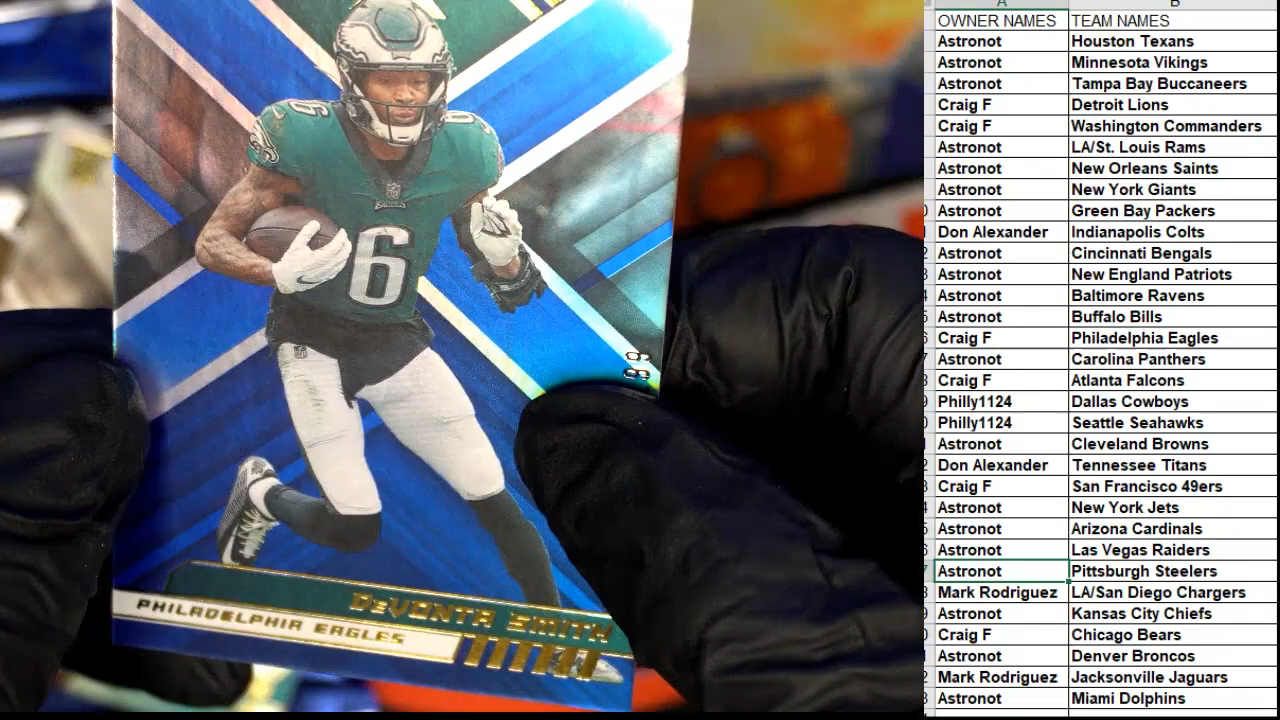 6
6
6
DeVONTA SMITH
PHILADELPHIA EAGLES
A B
OWNER NAMES TEAM NAMES
Astronot Houston Texans
Astronot Minnesota Vikings
Astronot Tampa Bay Buccaneers
Craig F Detroit Lions
Craig F Washington Commanders
Astronot LA/St. Louis Rams
Astronot New Orleans Saints
Astronot New York Giants
Astronot Green Bay Packers
Don Alexander Indianapolis Colts
Astronot Cincinnati Bengals
Astronot New England Patriots
Astronot Baltimore Ravens
Astronot Buffalo Bills
Craig F Philadelphia Eagles
Astronot Carolina Panthers
Craig F Atlanta Falcons
Philly1124 Dallas Cowboys
Philly1124 Seattle Seahawks
Astronot Cleveland Browns
Don Alexander Tennessee Titans
Craig F San Francisco 49ers
Astronot New York Jets
Astronot Arizona Cardinals
Astronot Las Vegas Raiders
Astronot Pittsburgh Steelers
Mark Rodriguez LA/San Diego Chargers
Astronot Kansas City Chiefs
Craig F Chicago Bears
Astronot Denver Broncos
Mark Rodriguez Jacksonville Jaguars
Astronot Miami Dolphins